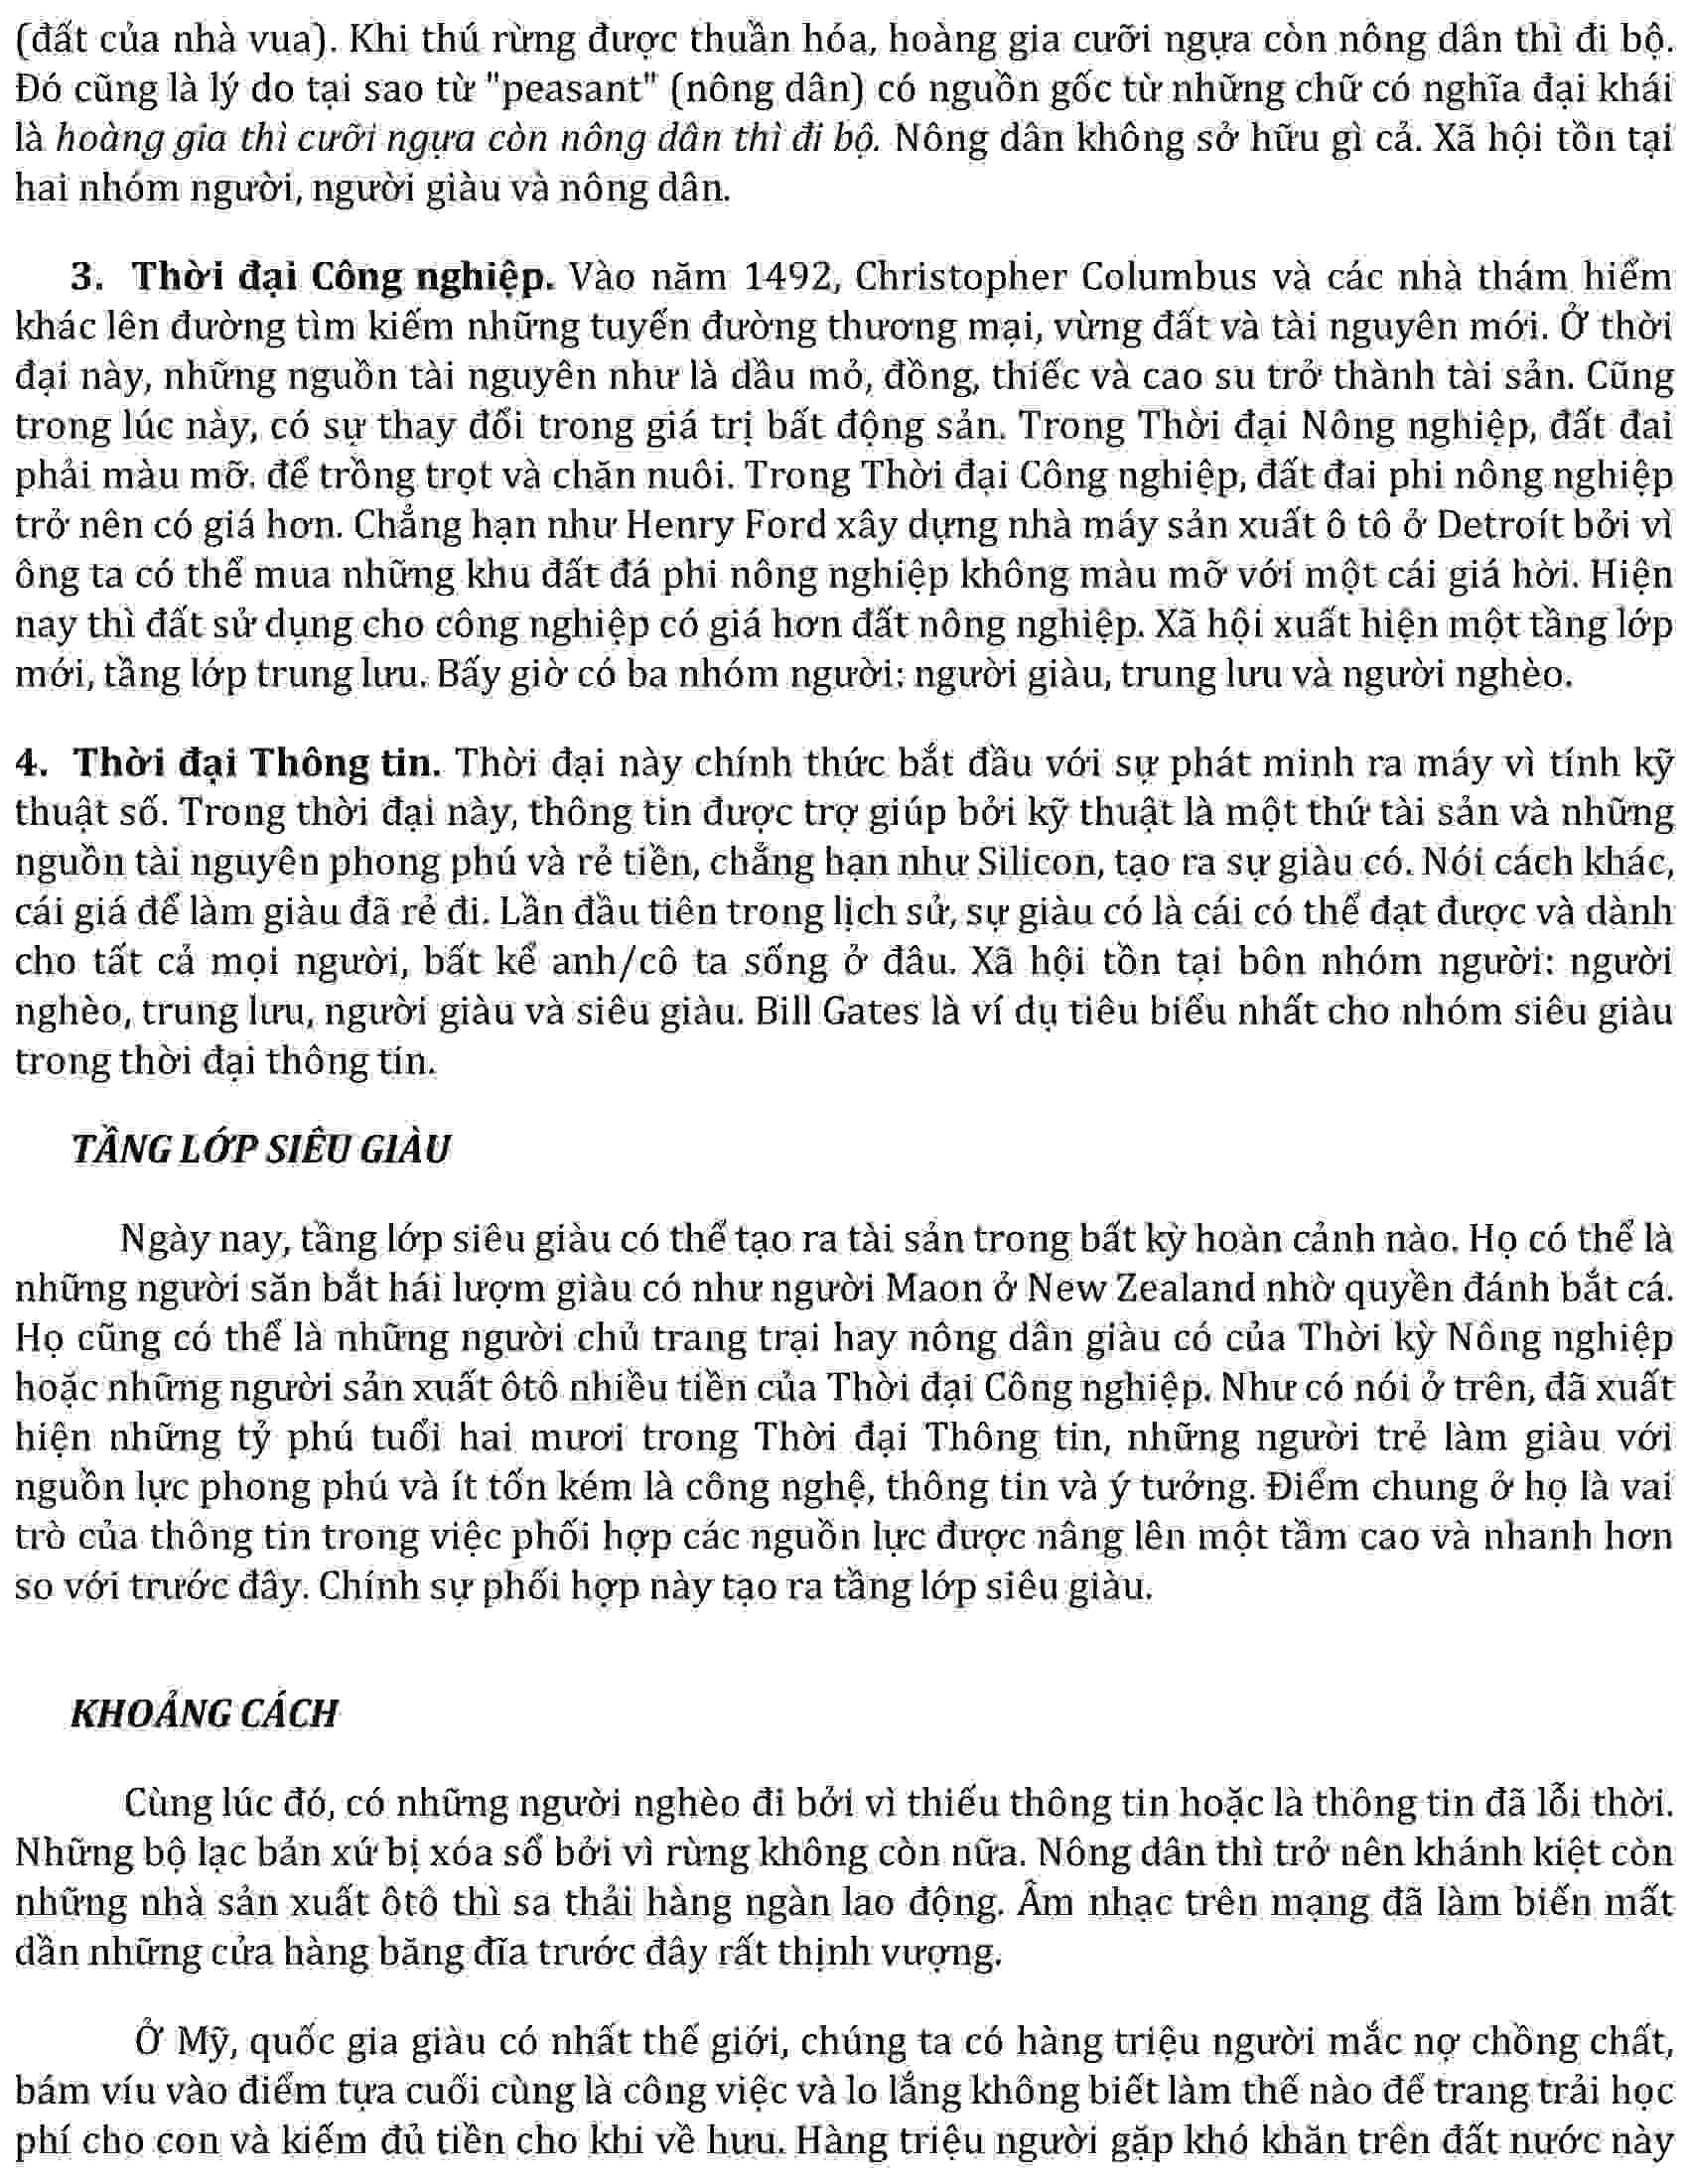 (đất của nhà vua). Khi thú rừng được thuần hóa, hoàng gia cưỡi ngựa còn nông dân thì đi bộ.
Đó cũng là lý do tại sao từ "peasant" (nông dân) có nguồn gốc từ những chữ có nghĩa đại khái
là hoàng gia thì cưỡi ngựa còn nông dân thì đi bộ. Nông dân không sở hữu gì cả. Xã hội tồn tại
hai nhóm người, người giàu và nông dân.
3. Thời đại Công nghiệp. Vào năm 1492, Christopher Columbus và các nhà thám hiểm
khác lên đường tìm kiếm những tuyến đường thương mại, vừng đất và tài nguyên mới. Ở thời
đại này, những nguồn tài nguyên như là dầu mỏ, đồng, thiếc và cao su trở thành tài sản. Cũng
trong lúc này, có sự thay đổi trong giá trị bất động sản. Trong Thời đại Nông nghiệp, đất đai
phải màu mỡ. để trồng trọt và chăn nuôi. Trong Thời đại Công nghiệp, đất đai phi nông nghiệp
trở nên có giá hơn. Chẳng hạn như Henry Ford xây dựng nhà máy sản xuất ô tô ở Detroit bởi vì
ông ta có thể mua những khu đất đá phi nông nghiệp không màu mỡ với một cái giá hời. Hiện
nay thì đất sử dụng cho công nghiệp có giá hơn đất nông nghiệp. Xã hội xuất hiện một tầng lớp
mới, tầng lớp trung lưu. Bấy giờ có ba nhóm người: người giàu, trung lưu và người nghèo.
4. Thời đại Thông tin. Thời đại này chính thức bắt đầu với sự phát minh ra máy vì tính kỹ
thuật số. Trong thời đại này, thông tin được trợ giúp bởi kỹ thuật là một thứ tài sản và những
nguồn tài nguyên phong phú và rẻ tiền, chẳng hạn như Silicon, tạo ra sự giàu có. Nói cách khác,
cái giá để làm giàu đã rẻ đi. Lần đầu tiên trong lịch sử, sự giàu có là cái có thể đạt được và dành
cho tất cả mọi người, bất kể anh/cô ta sống ở đâu. Xã hội tồn tại bôn nhóm người: người
nghèo, trung lưu, người giàu và siêu giàu. Bill Gates là ví dụ tiêu biểu nhất cho nhóm siêu giàu
trong thời đại thông tin.
TẦNG LỚP SIÊU GIÀU
Ngày nay, tầng lớp siêu giàu có thể tạo ra tài sản trong bất kỳ hoàn cảnh nào. Họ có thể là
những người săn bắt hái lượm giàu có như người Maon ở New Zealand nhờ quyền đánh bắt cá.
Họ cũng có thể là những người chủ trang trại hay nông dân giàu có của Thời kỳ Nông nghiệp
hoặc những người sản xuất ôtô nhiều tiền của Thời đại Công nghiệp. Như có nói ở trên, đã xuất
hiện những tỷ phú tuổi hai mươi trong Thời đại Thông tin, những người trẻ làm giàu với
nguồn lực phong phú và ít tốn kém là công nghệ, thông tin và ý tưởng. Điểm chung ở họ là vai
trò của thông tin trong việc phối hợp các nguồn lực được nâng lên một tầm cao và nhanh hơn
so với trước đây. Chính sự phối hợp này tạo ra tầng lớp siêu giàu.
KHOẢNG CÁCH
Cùng lúc đó, có những người nghèo đi bởi vì thiếu thông tin hoặc là thông tin đã lỗi thời.
Những bộ lạc bản xứ bị xóa sổ bởi vì rừng không còn nữa. Nông dân thì trở nên khánh kiệt còn
những nhà sản xuất ôtô thì sa thải hàng ngàn lao động. Âm nhạc trên mạng đã làm biến mất
dần những cửa hàng băng đĩa trước đây rất thịnh vượng.
Ở Mỹ, quốc gia giàu có nhất thế giới, chúng ta có hàng triệu người mắc nợ chồng chất,
bám víu vào điểm tựa cuối cùng là công việc và lo lắng không biết làm thế nào để trang trải học
phí cho con và kiếm đủ tiền cho khi về hưu. Hàng triệu người gặp khó khăn trên đất nước này